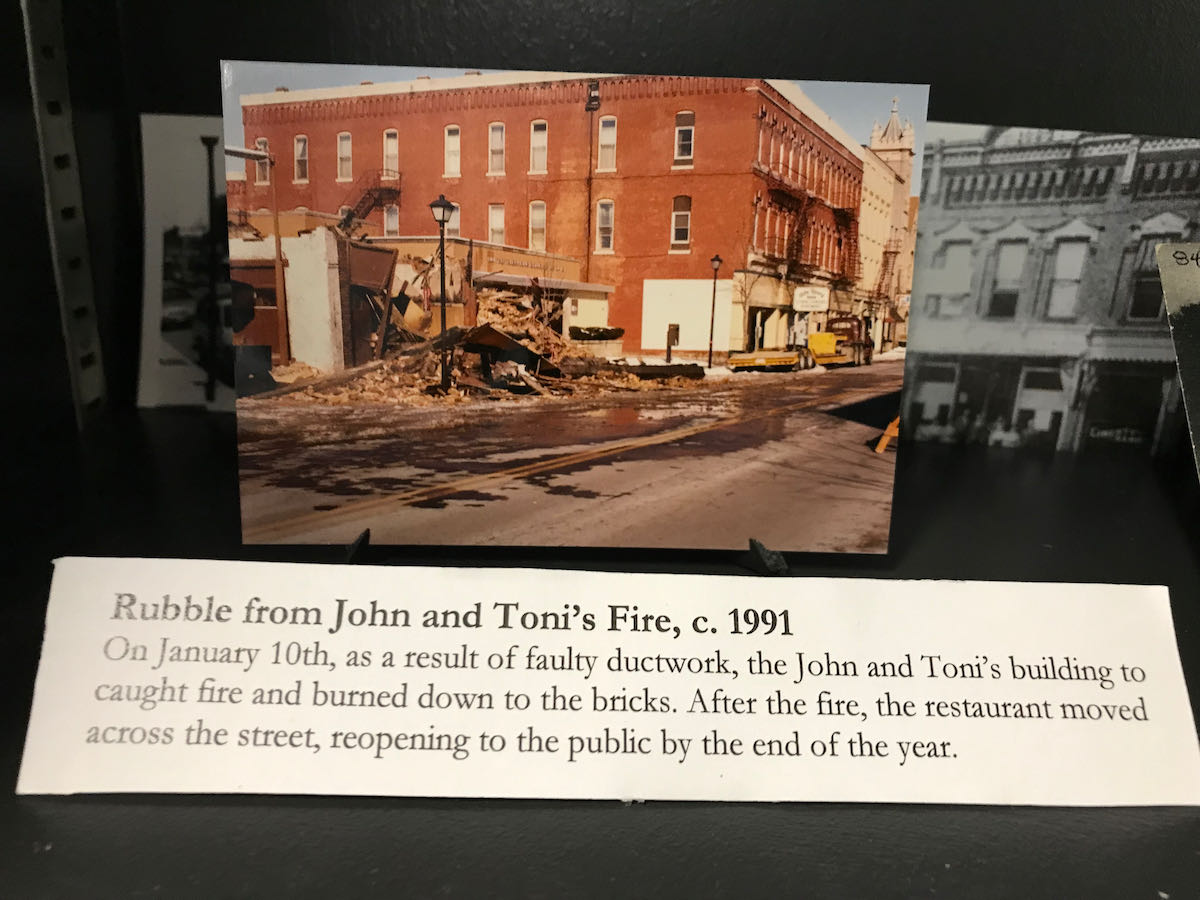 84
Rubble from John and Toni's Fire, c. 1991
On January 10th, as a result of faulty ductwork, the John and Toni's building to
caught fire and burned down to the bricks. After the fire, the restaurant moved
across the street, reopening to the public by the end of the year.